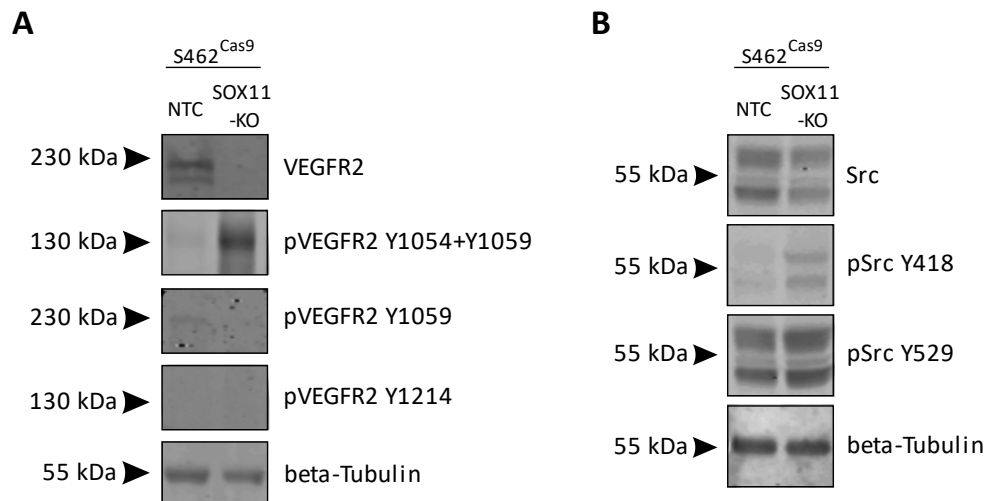 A
S462Cas9
NTC
SOX11
-KO
230 kDa
VEGFR2
130 kDa
pVEGFR2 Y1054+Y1059
230 kDa
pVEGFR2 Y1059
130 kDa
pVEGFR2 Y1214
55 kDa
beta-Tubulin
B
S462Cas9
NTC
SOX11
-KO
55 kDa
Src
55 kDa
pSrc Y418
55 kDa
pSrc Y529
55 kDa
beta-Tubulin